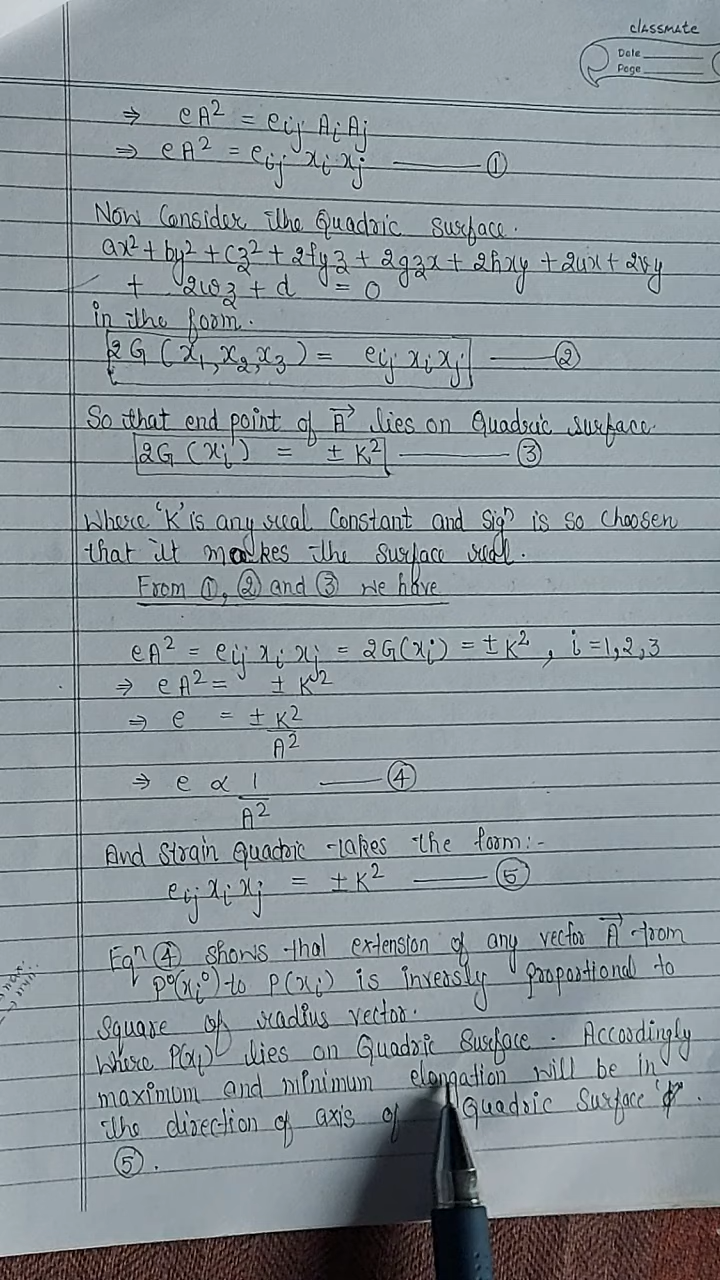 classmate
Date
Page
⇒ eA² = eij Ai Aj
⇒ eA² = eij xi xj —— ①
Now Consider the Quadric surface.
ax² + by² + cz² + 2fyz + 2gzx + 2hxy + 2ux + 2vy
+ 2wz + d = 0
in the form.
2G (x₁, x₂, x₃) = eij xi xj —— ②
So that end point of A⃗ lies on Quadric surface
2G (xi) = ± K² —— ③
Where 'K' is any real Constant and Sigⁿ is so choosen
that it makes the surface real.
From ①, ② and ③ we have
eA² = eij xi xj = 2G(xi) = ± K² , i = 1, 2, 3
⇒ eA² = ± K²
⇒ e = ± K²/A²
⇒ e ∝ 1/A² —— ④
And Strain Quadric takes the form:-
eij xi xj = ± K² —— ⑤
Eqⁿ ④ shows that extension of any vector A⃗ from
P⁰(xi⁰) to P(xi) is inversly proportional to
Square of radius vector.
Where P(xi) lies on Quadric Surface. Accordingly
maximum and minimum elongation will be in
the direction of axis of Quadric Surface
⑤.